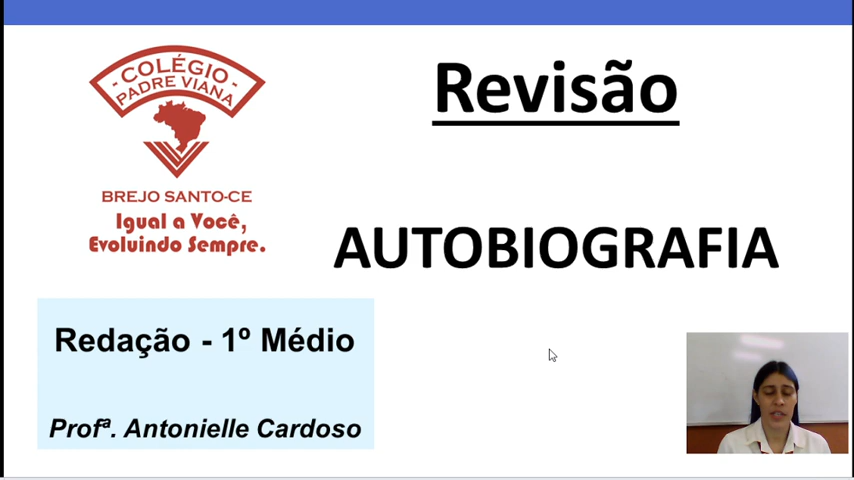 COLÉGIO
PADRE VIANA
BREJO SANTO-CE
Igual a Você,
Evoluindo Sempre.
Revisão
AUTOBIOGRAFIA
Redação - 1º Médio
Profª. Antonielle Cardoso